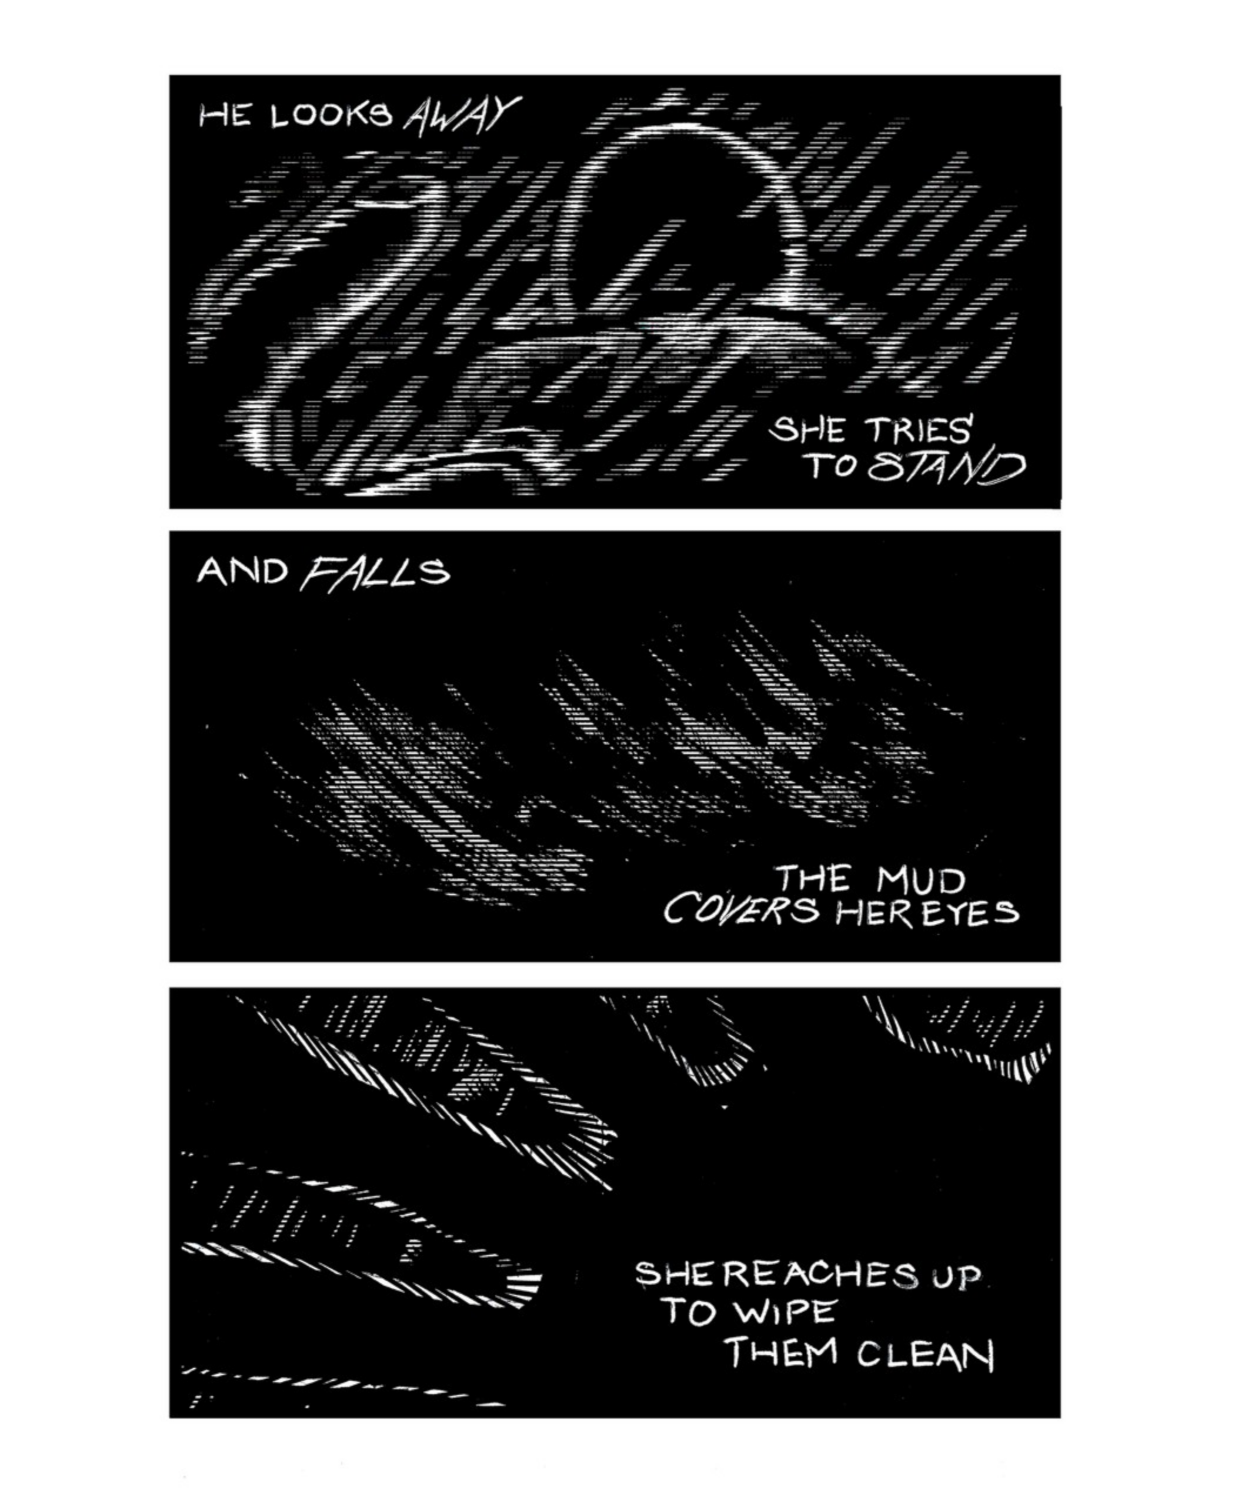 HE LOOKS AWAY
SHE TRIES
TO STAND
AND FALLS
THE MUD
COVERS HER EYES
SHE REACHES UP
TO WIPE
THEM CLEAN